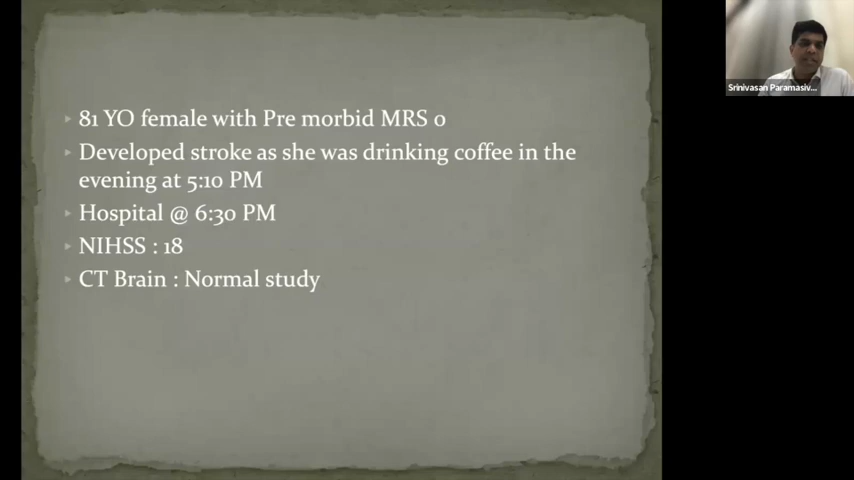 81 YO female with Pre morbid MRS 0
Developed stroke as she was drinking coffee in the
evening at 5:10 PM
Hospital @ 6:30 PM
NIHSS : 18
CT Brain : Normal study
Srinivasan Paramasiv...